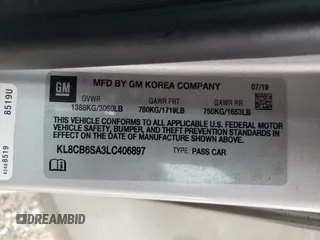 GM
MFD BY GM KOREA COMPANY
07/19
GVWR GAWR FRT GAWR RR
1388KG/3060LB 780KG/1719LB 750KG/1653LB
THIS VEHICLE CONFORMS TO ALL APPLICABLE U.S. FEDERAL MOTOR
VEHICLE SAFETY, BUMPER, AND THEFT PREVENTION STANDARDS IN
EFFECT ON THE DATE OF MANUFACTURE SHOWN ABOVE.
KL8CB6SA3LC406897 TYPE: PASS CAR
8519U
4248519
DREAMBID